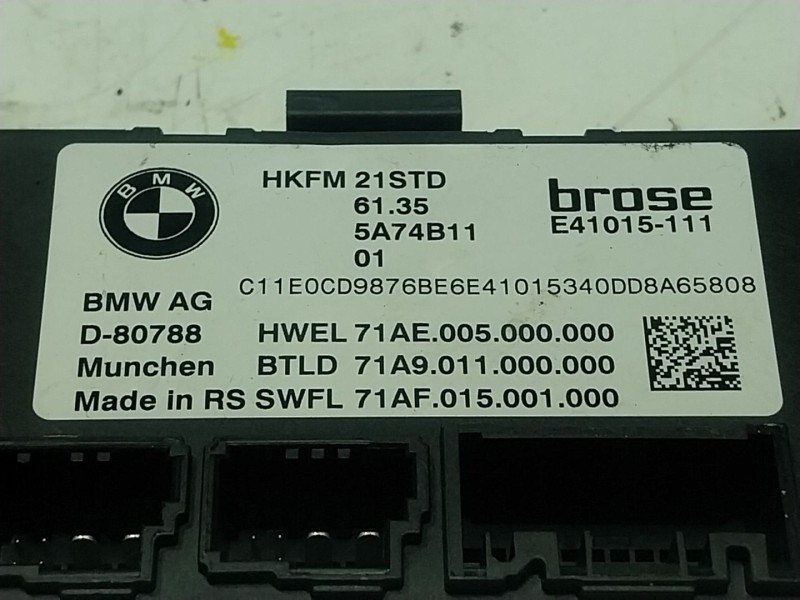 BMW
HKFM 21STD
61.35
5A74B11
01
brose
E41015-111
C11E0CD9876BE6E41015340DD8A65808
BMW AG
D-80788
Munchen
Made in RS
HWEL 71AE.005.000.000
BTLD 71A9.011.000.000
SWFL 71AF.015.001.000